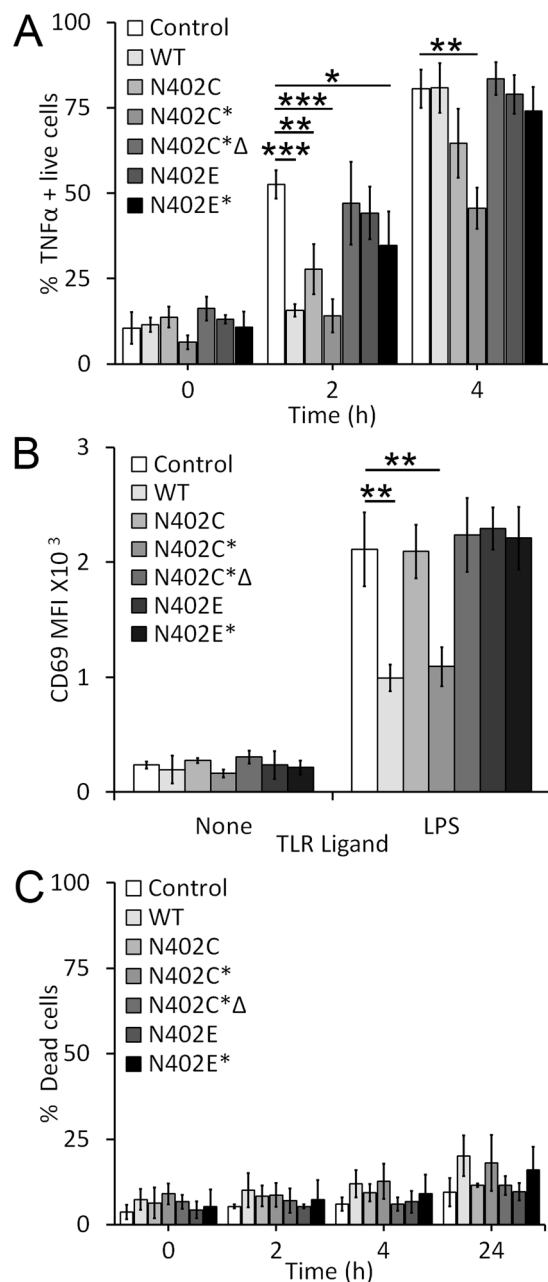 A
Control
WT
N402C
N402C*
N402C*Δ
N402E
N402E*
*
***
**
***
**
% TNFα + live cells
100
75
50
25
0
0 2 4
Time (h)
B
Control
WT
N402C
N402C*
N402C*Δ
N402E
N402E*
**
**
CD69 MFI X10 3
3
2
1
0
None LPS
TLR Ligand
C
Control
WT
N402C
N402C*
N402C*Δ
N402E
N402E*
% Dead cells
100
75
50
25
0
0 2 4 24
Time (h)